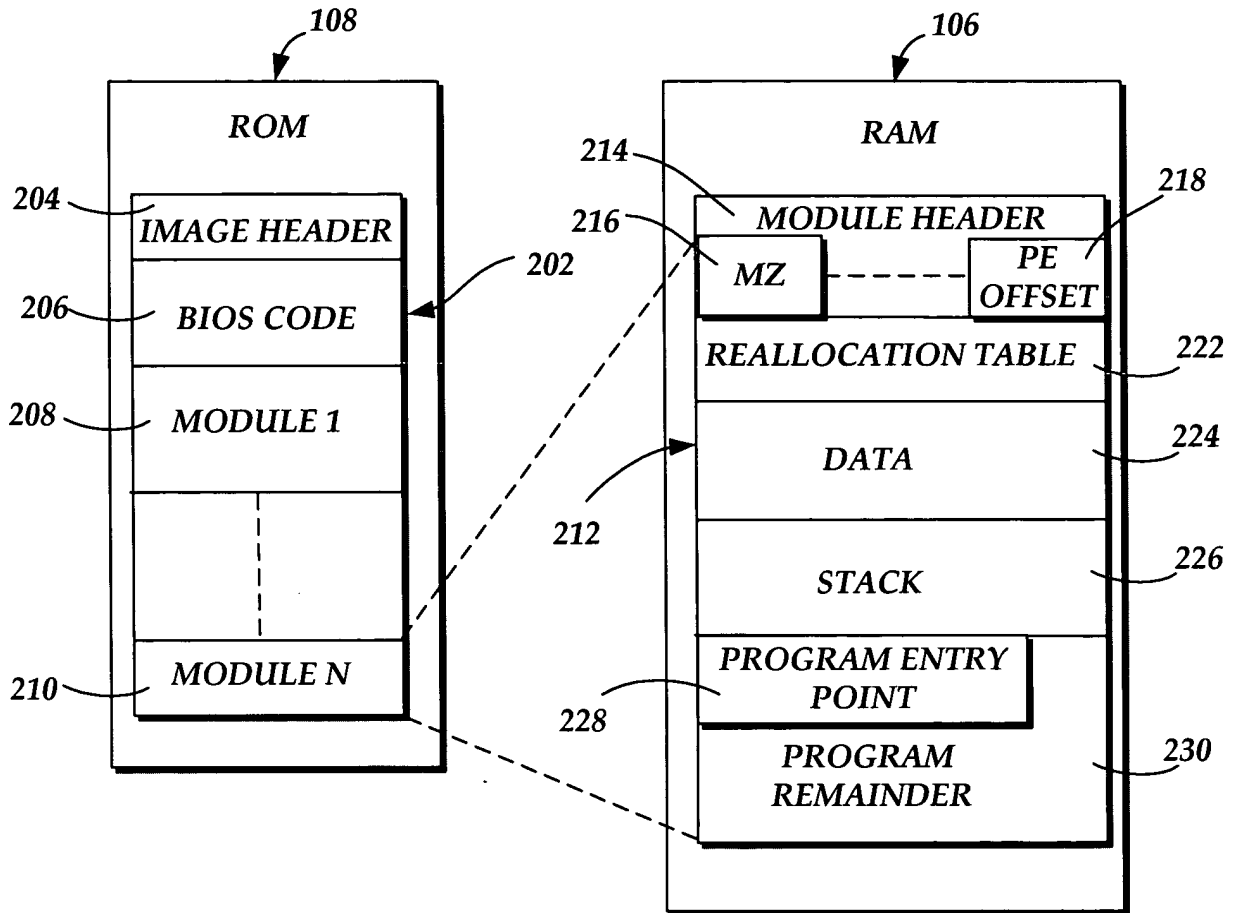 108
ROM
204
IMAGE HEADER
202
206
BIOS CODE
208
MODULE 1
210
MODULE N
106
RAM
214
218
216
MODULE HEADER
MZ
PE
OFFSET
REALLOCATION TABLE
222
DATA
224
212
STACK
226
PROGRAM ENTRY
POINT
228
PROGRAM
REMAINDER
230